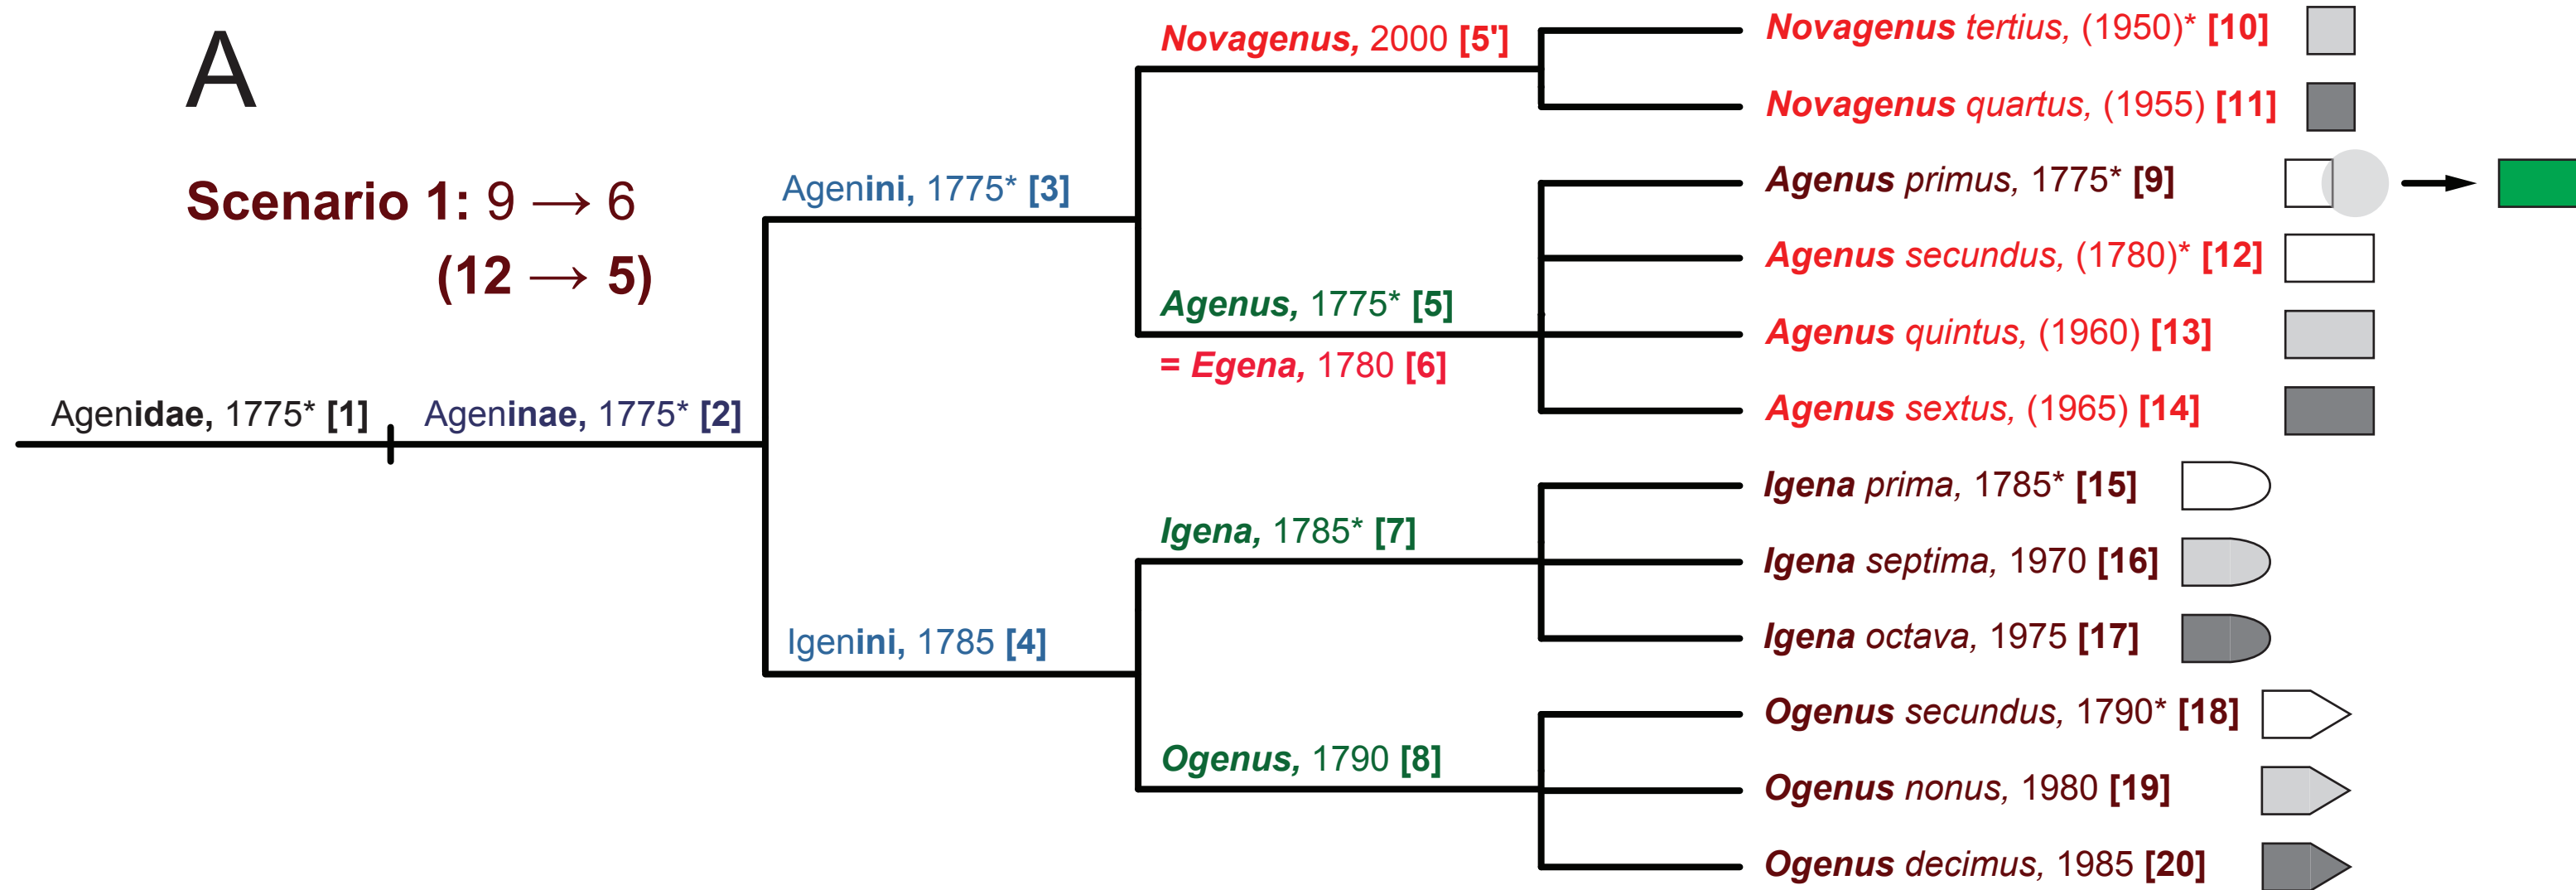 A
Scenario 1: 9 → 6
(12 → 5)
Agenidae, 1775* [1]
Ageninae, 1775* [2]
Agenini, 1775* [3]
Igenini, 1785 [4]
Novagenus, 2000 [5']
Agenus, 1775* [5]
= Egena, 1780 [6]
Igena, 1785* [7]
Ogenus, 1790 [8]
Novagenus tertius, (1950)* [10]
Novagenus quartus, (1955) [11]
Agenus primus, 1775* [9]
Agenus secundus, (1780)* [12]
Agenus quintus, (1960) [13]
Agenus sextus, (1965) [14]
Igena prima, 1785* [15]
Igena septima, 1970 [16]
Igena octava, 1975 [17]
Ogenus secundus, 1790* [18]
Ogenus nonus, 1980 [19]
Ogenus decimus, 1985 [20]